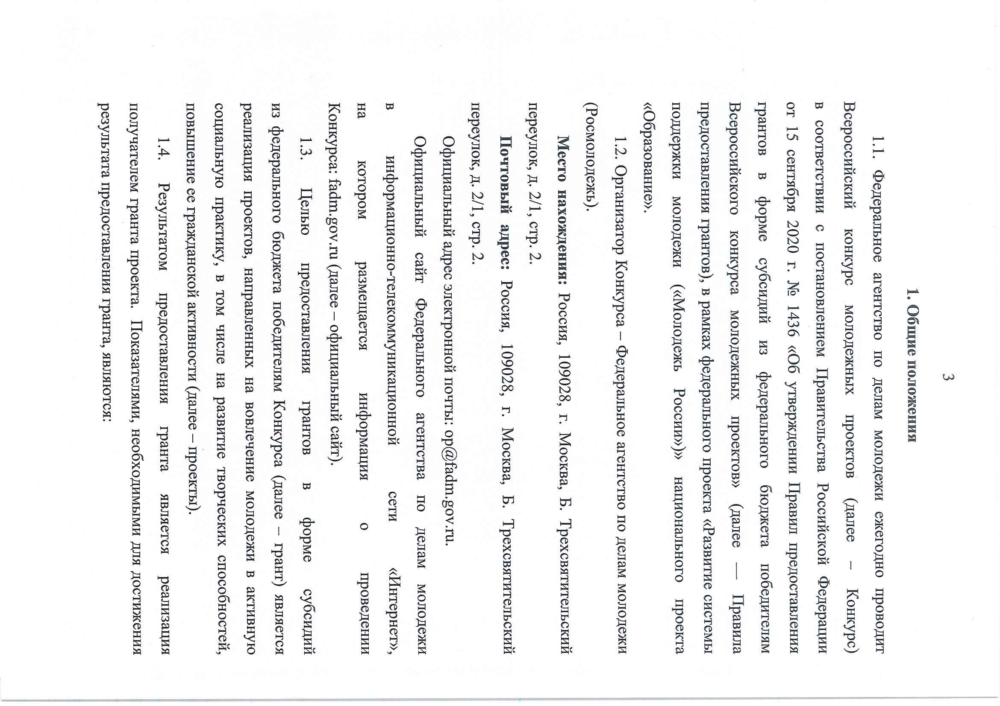 3
1. Общие положения
1.1. Федеральное агентство по делам молодежи ежегодно проводит
Всероссийский конкурс молодежных проектов (далее – Конкурс)
в соответствии с постановлением Правительства Российской Федерации
от 15 сентября 2020 г. № 1436 «Об утверждении Правил предоставления
грантов в форме субсидий из федерального бюджета победителям
Всероссийского конкурса молодежных проектов» (далее — Правила
предоставления грантов), в рамках федерального проекта «Развитие системы
поддержки молодежи («Молодежь России»)» национального проекта
«Образование».
1.2. Организатор Конкурса – Федеральное агентство по делам молодежи
(Росмолодежь).
Место нахождения: Россия, 109028, г. Москва, Б. Трехсвятительский
переулок, д. 2/1, стр. 2.
Почтовый адрес: Россия, 109028, г. Москва, Б. Трехсвятительский
переулок, д. 2/1, стр. 2.
Официальный адрес электронной почты: op@fadm.gov.ru.
Официальный сайт Федерального агентства по делам молодежи
в информационно-телекоммуникационной сети «Интернет»,
на котором размещается информация о проведении
Конкурса: fadm.gov.ru (далее – официальный сайт).
1.3. Целью предоставления грантов в форме субсидий
из федерального бюджета победителям Конкурса (далее – грант) является
реализация проектов, направленных на вовлечение молодежи в активную
социальную практику, в том числе на развитие творческих способностей,
повышение ее гражданской активности (далее – проекты).
1.4. Результатом предоставления гранта является реализация
получателем гранта проекта. Показателями, необходимыми для достижения
результата предоставления гранта, являются: